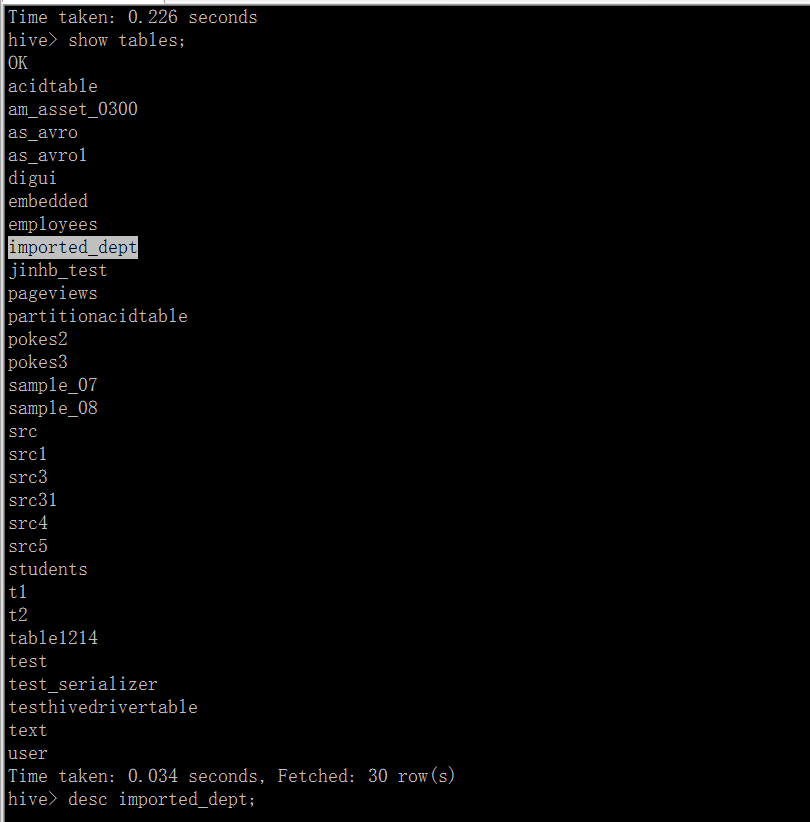 Time taken: 0.226 seconds
hive> show tables;
OK
acidtable
am_asset_0300
as_avro
as_avro1
digui
embedded
employees
imported_dept
jinhb_test
pageviews
partitionacidtable
pokes2
pokes3
sample_07
sample_08
src
src1
src3
src31
src4
src5
students
t1
t2
table1214
test
test_serializer
testhivedrivertable
text
user
Time taken: 0.034 seconds, Fetched: 30 row(s)
hive> desc imported_dept;